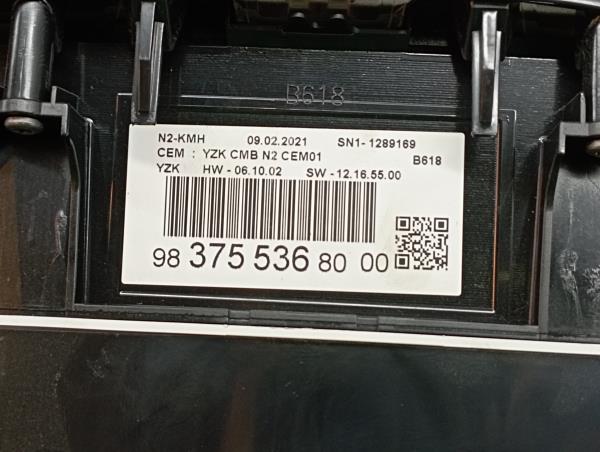 B618
N2-KMH 09.02.2021 SN1- 1289169
CEM : YZK CMB N2 CEM01 B618
YZK HW - 06.10.02 SW - 12.16.55.00
98 375 536 80 00